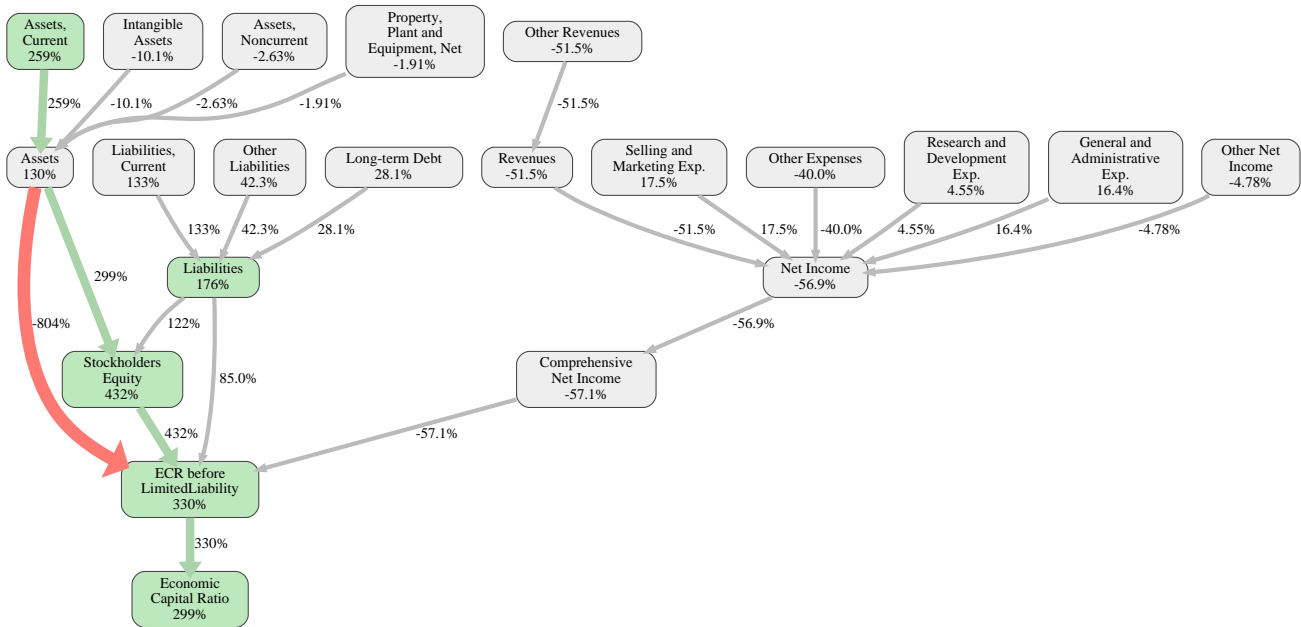 Assets,
Current
259%
Intangible
Assets
-10.1%
Assets,
Noncurrent
-2.63%
Property,
Plant and
Equipment, Net
-1.91%
Other Revenues
-51.5%
259%
-10.1%
-2.63%
-1.91%
-51.5%
Assets
130%
Liabilities,
Current
133%
Other
Liabilities
42.3%
Long-term Debt
28.1%
Revenues
-51.5%
Selling and
Marketing Exp.
17.5%
Other Expenses
-40.0%
Research and
Development
Exp.
4.55%
General and
Administrative
Exp.
16.4%
Other Net
Income
-4.78%
133%
42.3%
28.1%
-51.5%
17.5%
-40.0%
4.55%
16.4%
-4.78%
299%
Liabilities
176%
Net Income
-56.9%
-804%
122%
-56.9%
Stockholders
Equity
432%
85.0%
Comprehensive
Net Income
-57.1%
432%
-57.1%
ECR before
LimitedLiability
330%
330%
Economic
Capital Ratio
299%